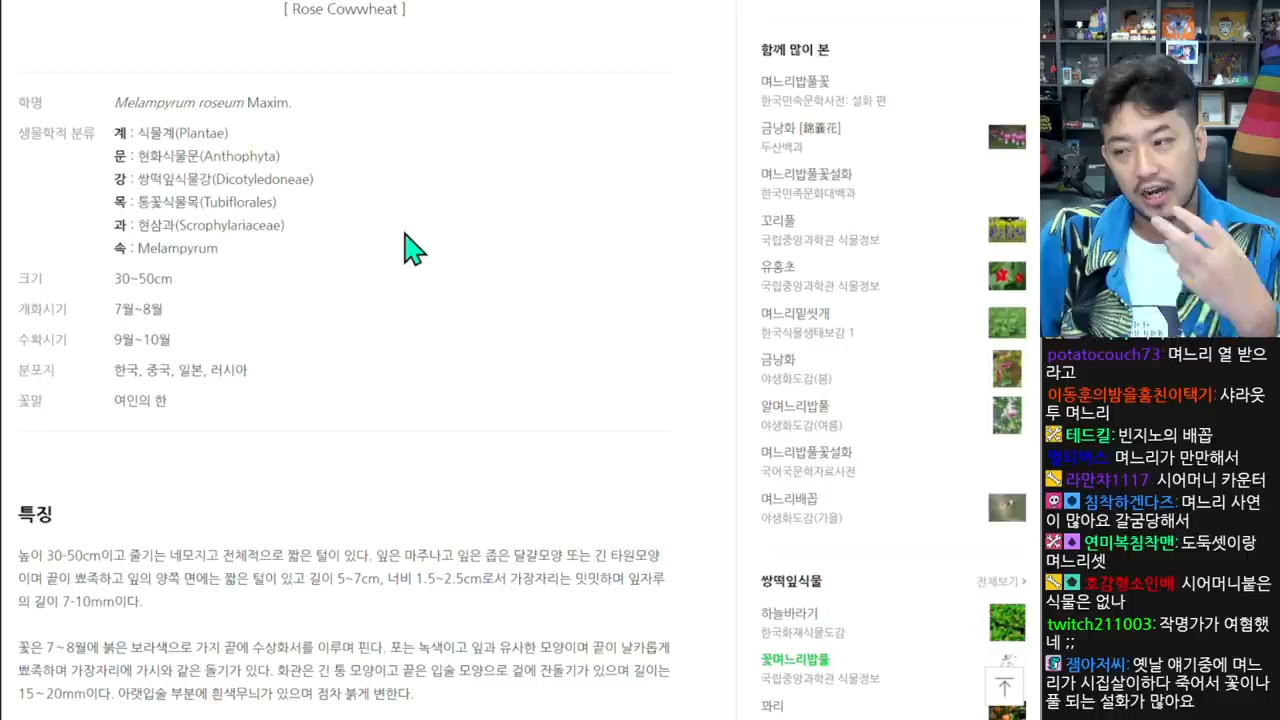 [ Rose Cowwheat ]
학명 Melampyrum roseum Maxim.
생물학적 분류 계 : 식물계(Plantae)
문 : 현화식물문(Anthophyta)
강 : 쌍떡잎식물강(Dicotyledoneae)
목 : 통꽃식물목(Tubiflorales)
과 : 현삼과(Scrophylariaceae)
속 : Melampyrum
크기 30~50cm
개화시기 7월~8월
수확시기 9월~10월
분포지 한국, 중국, 일본, 러시아
꽃말 여인의 한
특징
높이 30-50cm이고 줄기는 네모지고 전체적으로 짧은 털이 있다. 잎은 마주나고 잎은 좁은 달걀모양 또는 긴 타원모양
이며 끝이 뾰족하고 잎의 양쪽 면에는 짧은 털이 있고 길이 5~7cm, 너비 1.5~2.5cm로서 가장자리는 밋밋하며 잎자루
의 길이 7-10mm이다.
꽃은 7～8월에 붉은 보라색으로 가지 끝에 수상화서를 이루며 핀다. 포는 녹색이고 잎과 유사한 모양이며 끝이 날카롭게
뾰족하며 가장자리에 가시와 같은 돌기가 있다. 화관은 긴 통 모양이고 끝은 입술 모양으로 겉에 잔돌기가 있으며 길이는
15～20mm이다. 아랫입술 부분에 흰색무늬가 있으며 점차 붉게 변한다.
함께 많이 본
며느리밥풀꽃
한국민속문학사전: 설화 편
금낭화 [錦囊花]
두산백과
며느리밥풀꽃설화
한국민족문화대백과
꼬리풀
국립중앙과학관 식물정보
유홍초
국립중앙과학관 식물정보
며느리밑씻개
한국식물생태보감 1
금낭화
야생화도감(봄)
알며느리밥풀
야생화도감(여름)
며느리밥풀꽃설화
국어국문학자료사전
며느리배꼽
야생화도감(가을)
쌍떡잎식물 전체보기 >
하늘바라기
한국화재식물도감
꽃며느리밥풀
국립중앙과학관 식물정보
꽈리
potatocouch73: 며느리 열 받으
라고
이동훈의밤을훔친이택기: 샤라웃
투 며느리
테드킬: 빈지노의 배꼽
멀티버스: 며느리가 만만해서
라만챠1117: 시어머니 카운터
침착하겐다즈: 며느리 사연
이 많아요 갈굼당해서
연미복침착맨: 도둑셋이랑
며느리셋
호감형소인배: 시어머니붙은
식물은 없나
twitch211003: 작명가가 여혐했
네 ;;
잼아저씨: 옛날 얘기중에 며느
리가 시집살이하다 죽어서 꽃이나
풀 되는 설화가 많아요